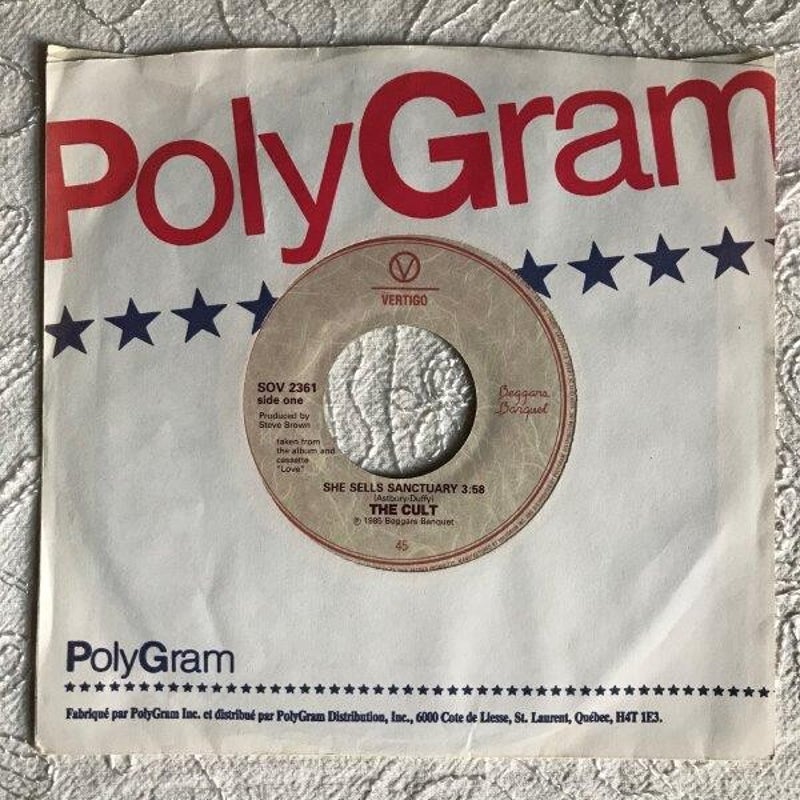 PolyGram
VERTIGO
SOV 2361
side one
Produced by
Steve Brown
taken from
the album and
cassette
"Love"
Beggars
Banquet
SHE SELLS SANCTUARY 3:58
(Astbury-Duffy)
THE CULT
℗ 1985 Beggars Banquet
45
PolyGram
Fabriqué par PolyGram Inc. et distribué par PolyGram Distribution, Inc., 6000 Cote de Liesse, St. Laurent, Québec, H4T 1E3.